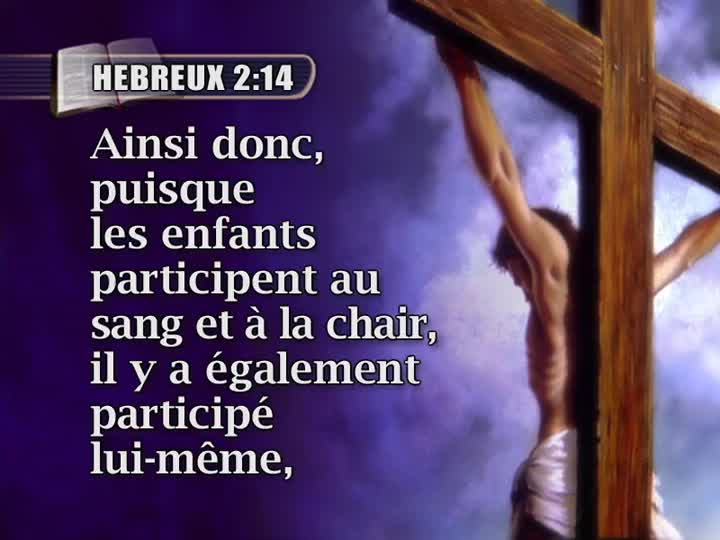 HEBREUX 2:14
Ainsi donc,
puisque
les enfants
participent au
sang et à la chair,
il y a également
participé
lui-même,